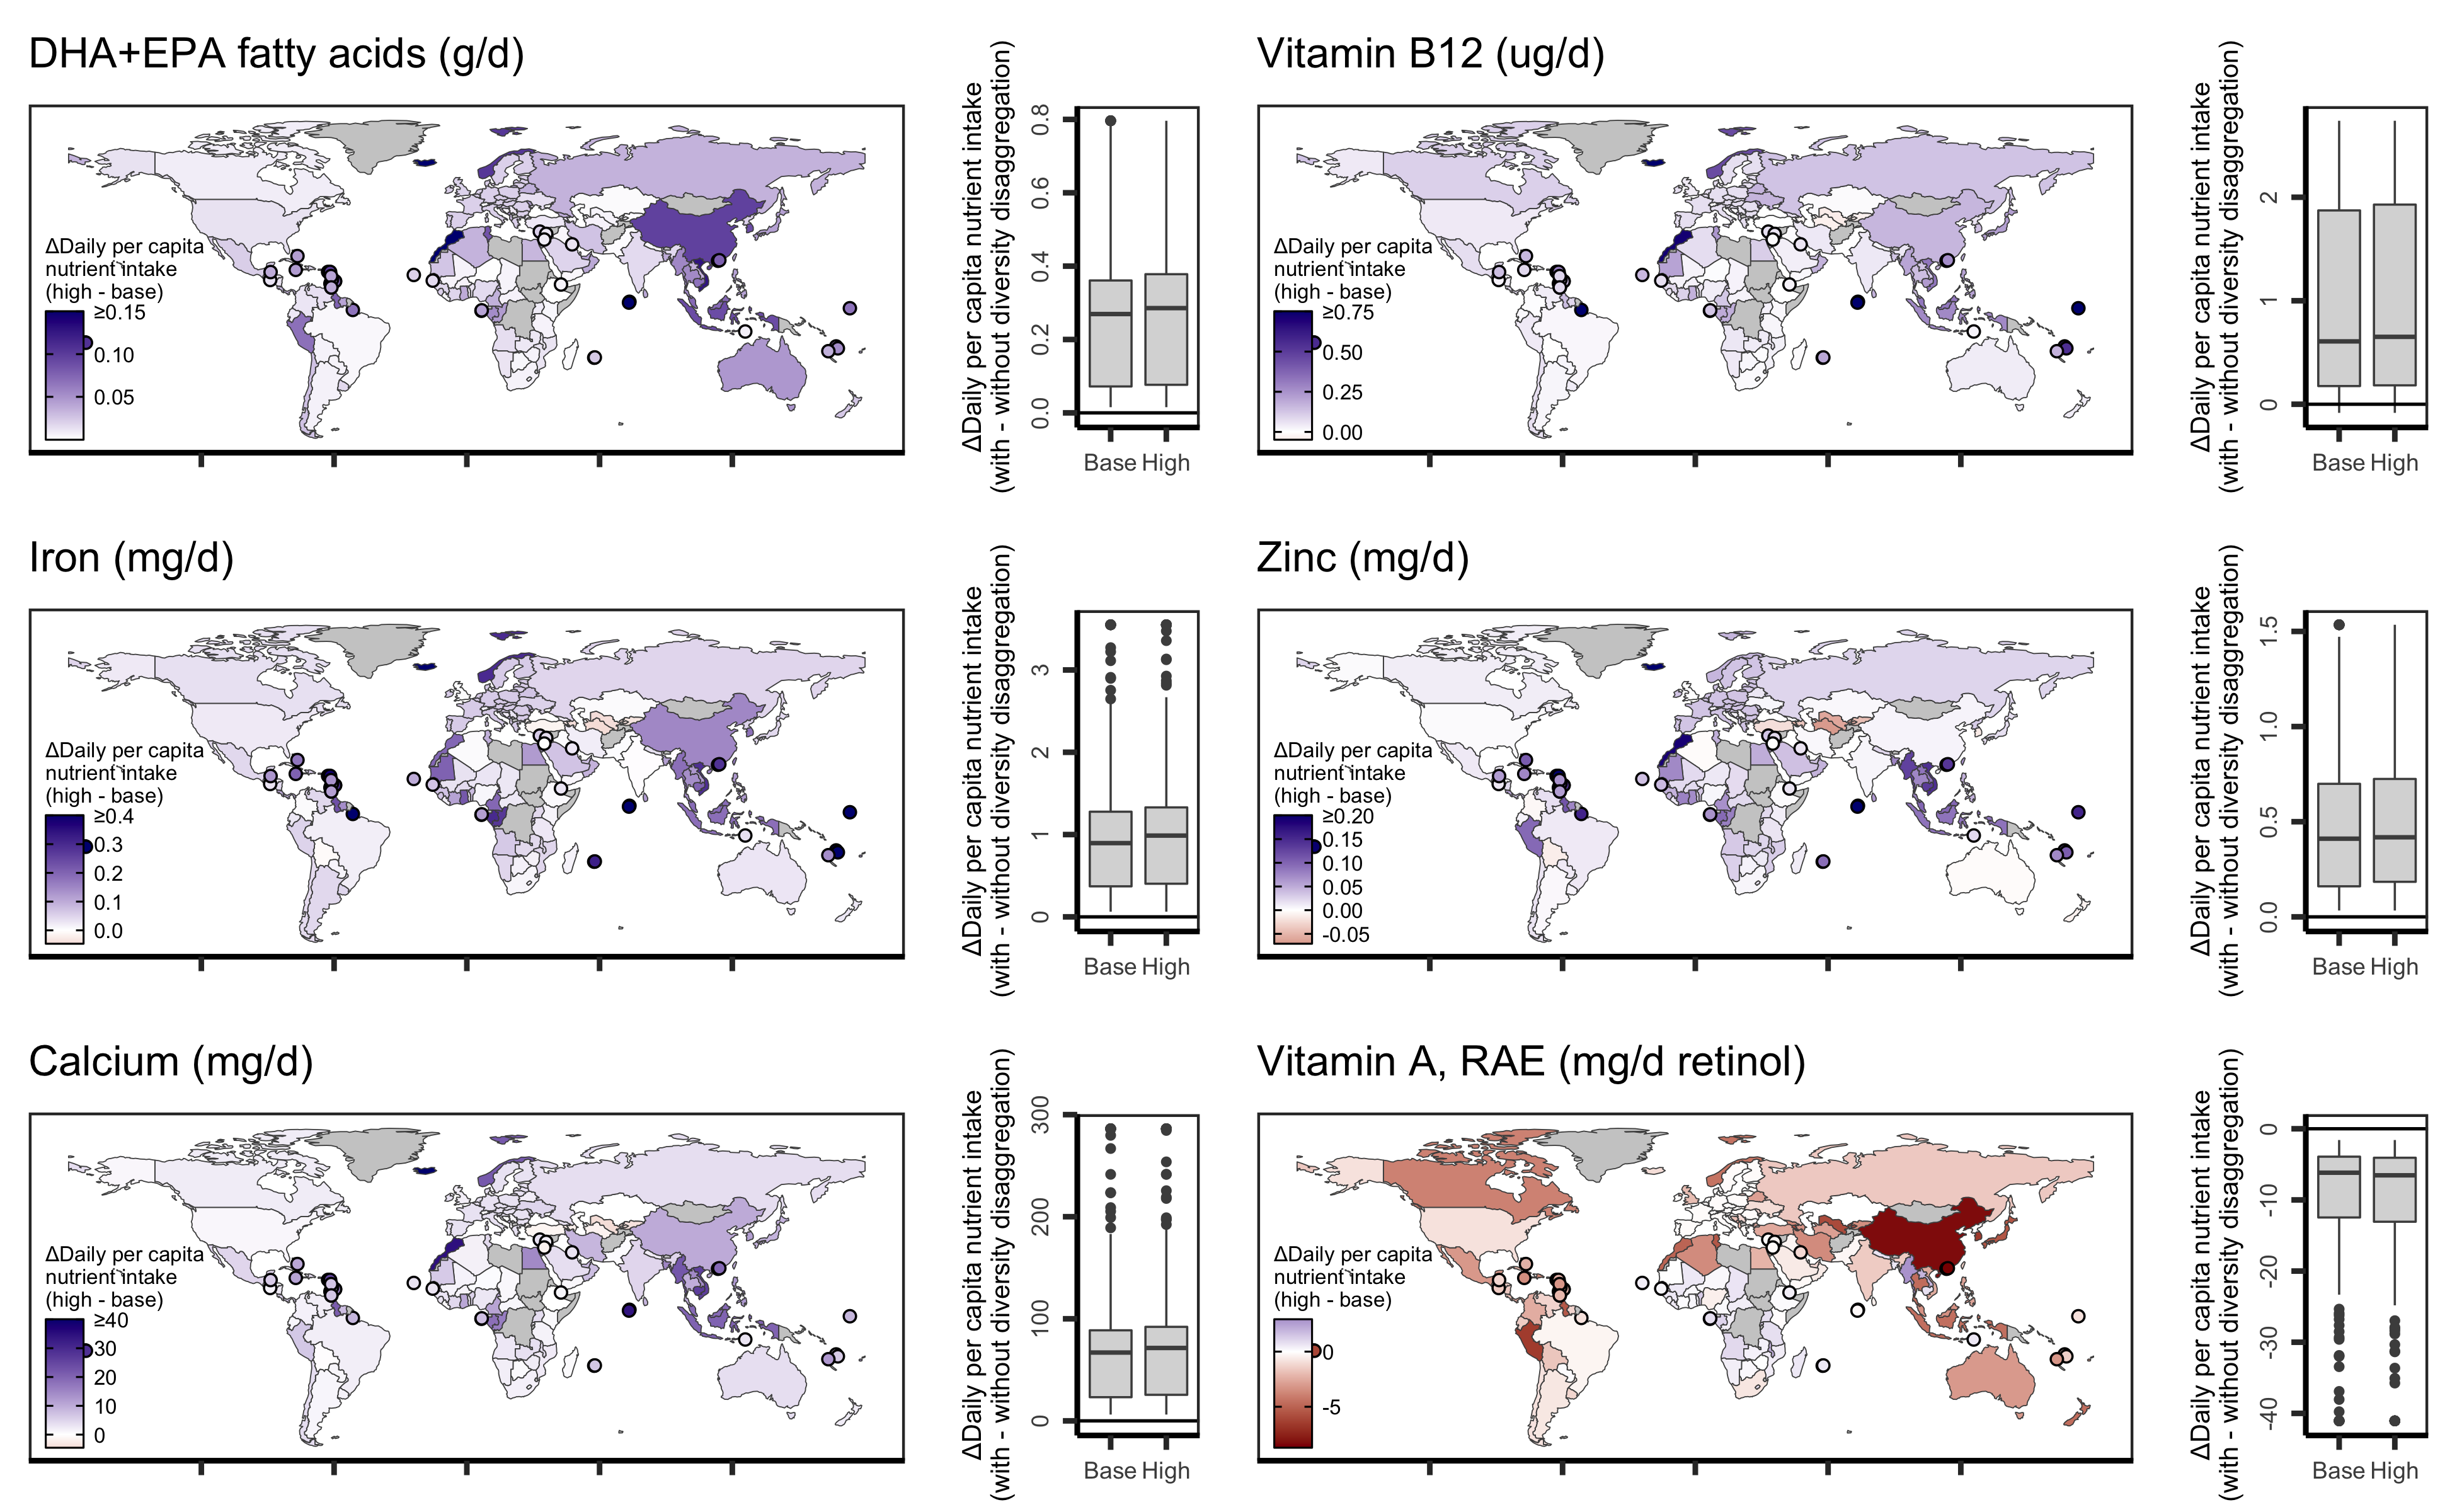 DHA+EPA fatty acids (g/d)
ΔDaily per capita
nutrient intake
(high - base)
≥0.15
0.10
0.05
ΔDaily per capita nutrient intake
(with - without diversity disaggregation)
0.8
0.6
0.4
0.2
0.0
Base High
Vitamin B12 (ug/d)
ΔDaily per capita
nutrient intake
(high - base)
≥0.75
0.50
0.25
0.00
ΔDaily per capita nutrient intake
(with - without diversity disaggregation)
2
1
0
Base High
Iron (mg/d)
ΔDaily per capita
nutrient intake
(high - base)
≥0.4
0.3
0.2
0.1
0.0
ΔDaily per capita nutrient intake
(with - without diversity disaggregation)
3
2
1
0
Base High
Zinc (mg/d)
ΔDaily per capita
nutrient intake
(high - base)
≥0.20
0.15
0.10
0.05
0.00
-0.05
ΔDaily per capita nutrient intake
(with - without diversity disaggregation)
1.5
1.0
0.5
0.0
Base High
Calcium (mg/d)
ΔDaily per capita
nutrient intake
(high - base)
≥40
30
20
10
0
ΔDaily per capita nutrient intake
(with - without diversity disaggregation)
300
200
100
0
Base High
Vitamin A, RAE (mg/d retinol)
ΔDaily per capita
nutrient intake
(high - base)
0
-5
ΔDaily per capita nutrient intake
(with - without diversity disaggregation)
0
-10
-20
-30
-40
Base High